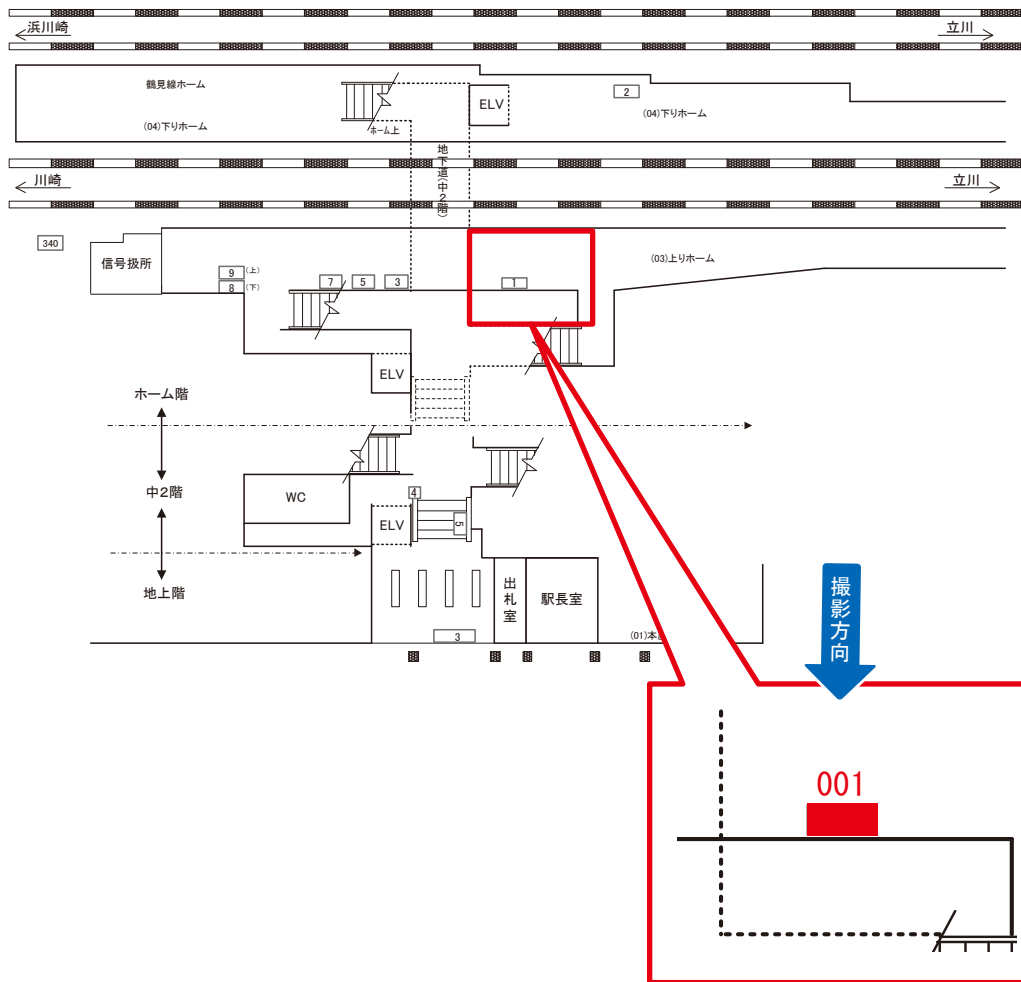 浜川崎
立川
鶴見線ホーム
ELV
2
(04)下りホーム
(04)下りホーム
ホーム上
地下道(中2階)
川崎
立川
340
信号扱所
9
(上)
8
(下)
7
5
3
1
(03)上りホーム
ELV
ホーム階
中2階
地上階
WC
4
ELV
5
出札室
駅長室
3
(01)本屋
撮影方向
001